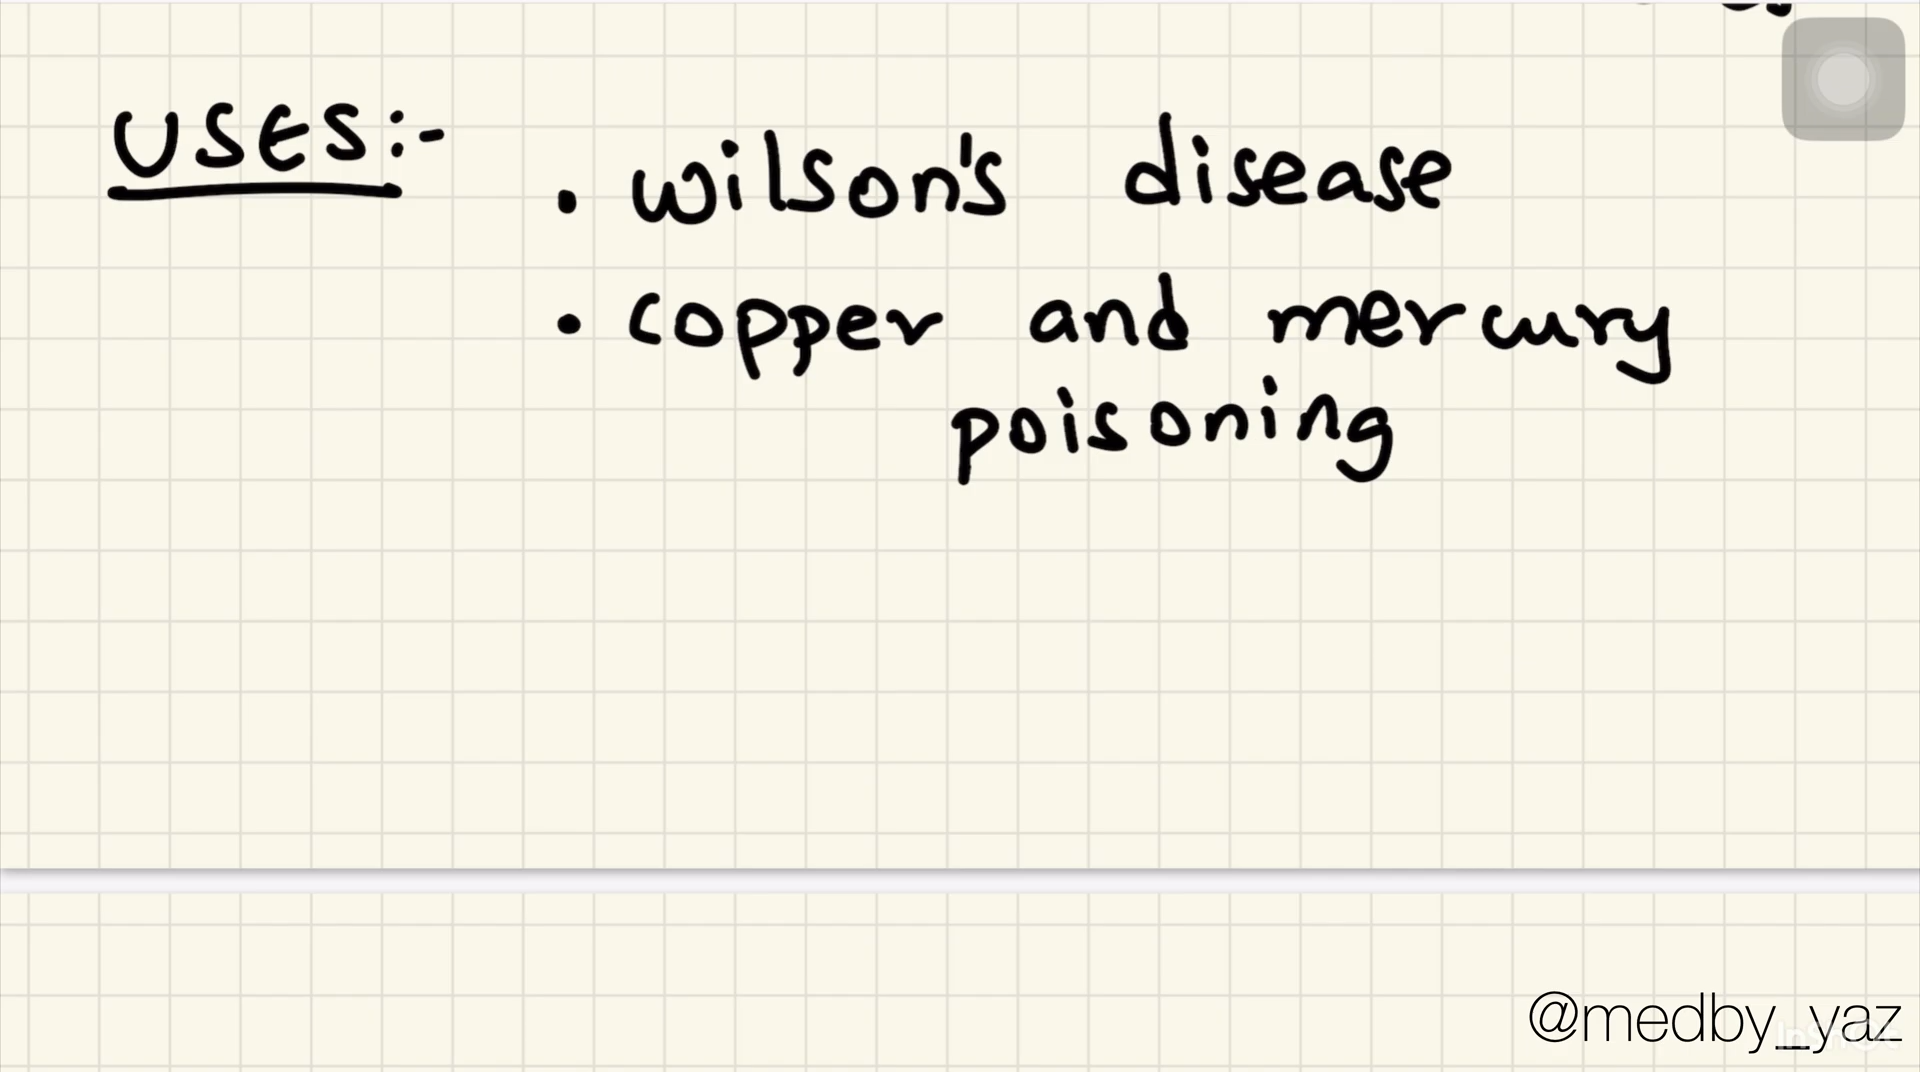 USES:-
• wilson's disease
• copper and mercury
poisoning
@medby_yaz